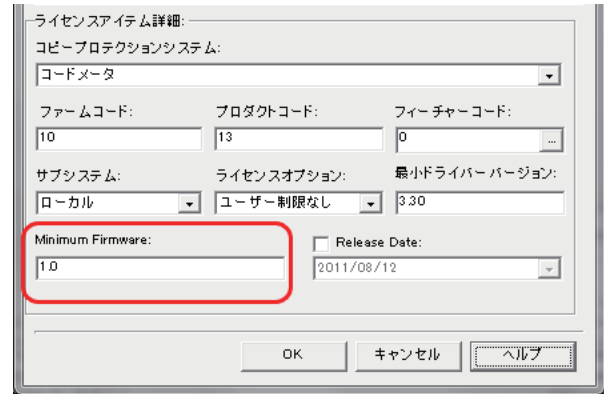 ライセンスアイテム詳細:
コピープロテクションシステム:
コードメータ
ファームコード: プロダクトコード: フィーチャーコード:
10 13 0 ...
サブシステム: ライセンスオプション: 最小ドライバー バージョン:
ローカル ユーザー制限なし 3.30
Minimum Firmware: Release Date:
1.0 2011/08/12
OK キャンセル ヘルプ